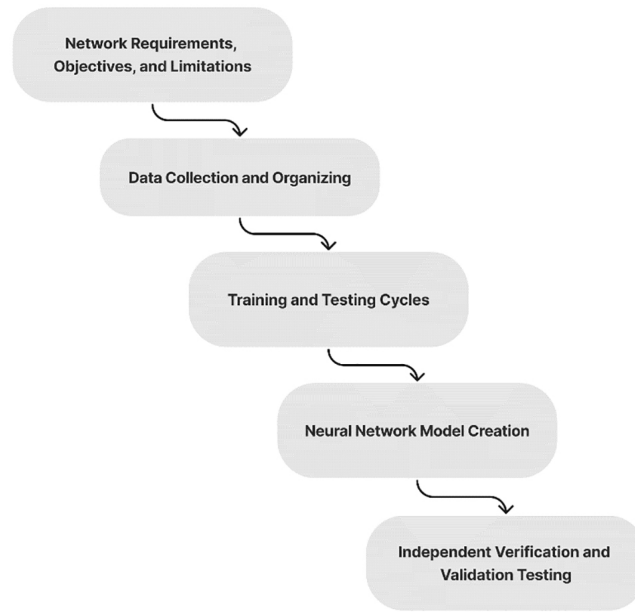 Network Requirements,
Objectives, and Limitations
Data Collection and Organizing
Training and Testing Cycles
Neural Network Model Creation
Independent Verification and
Validation Testing